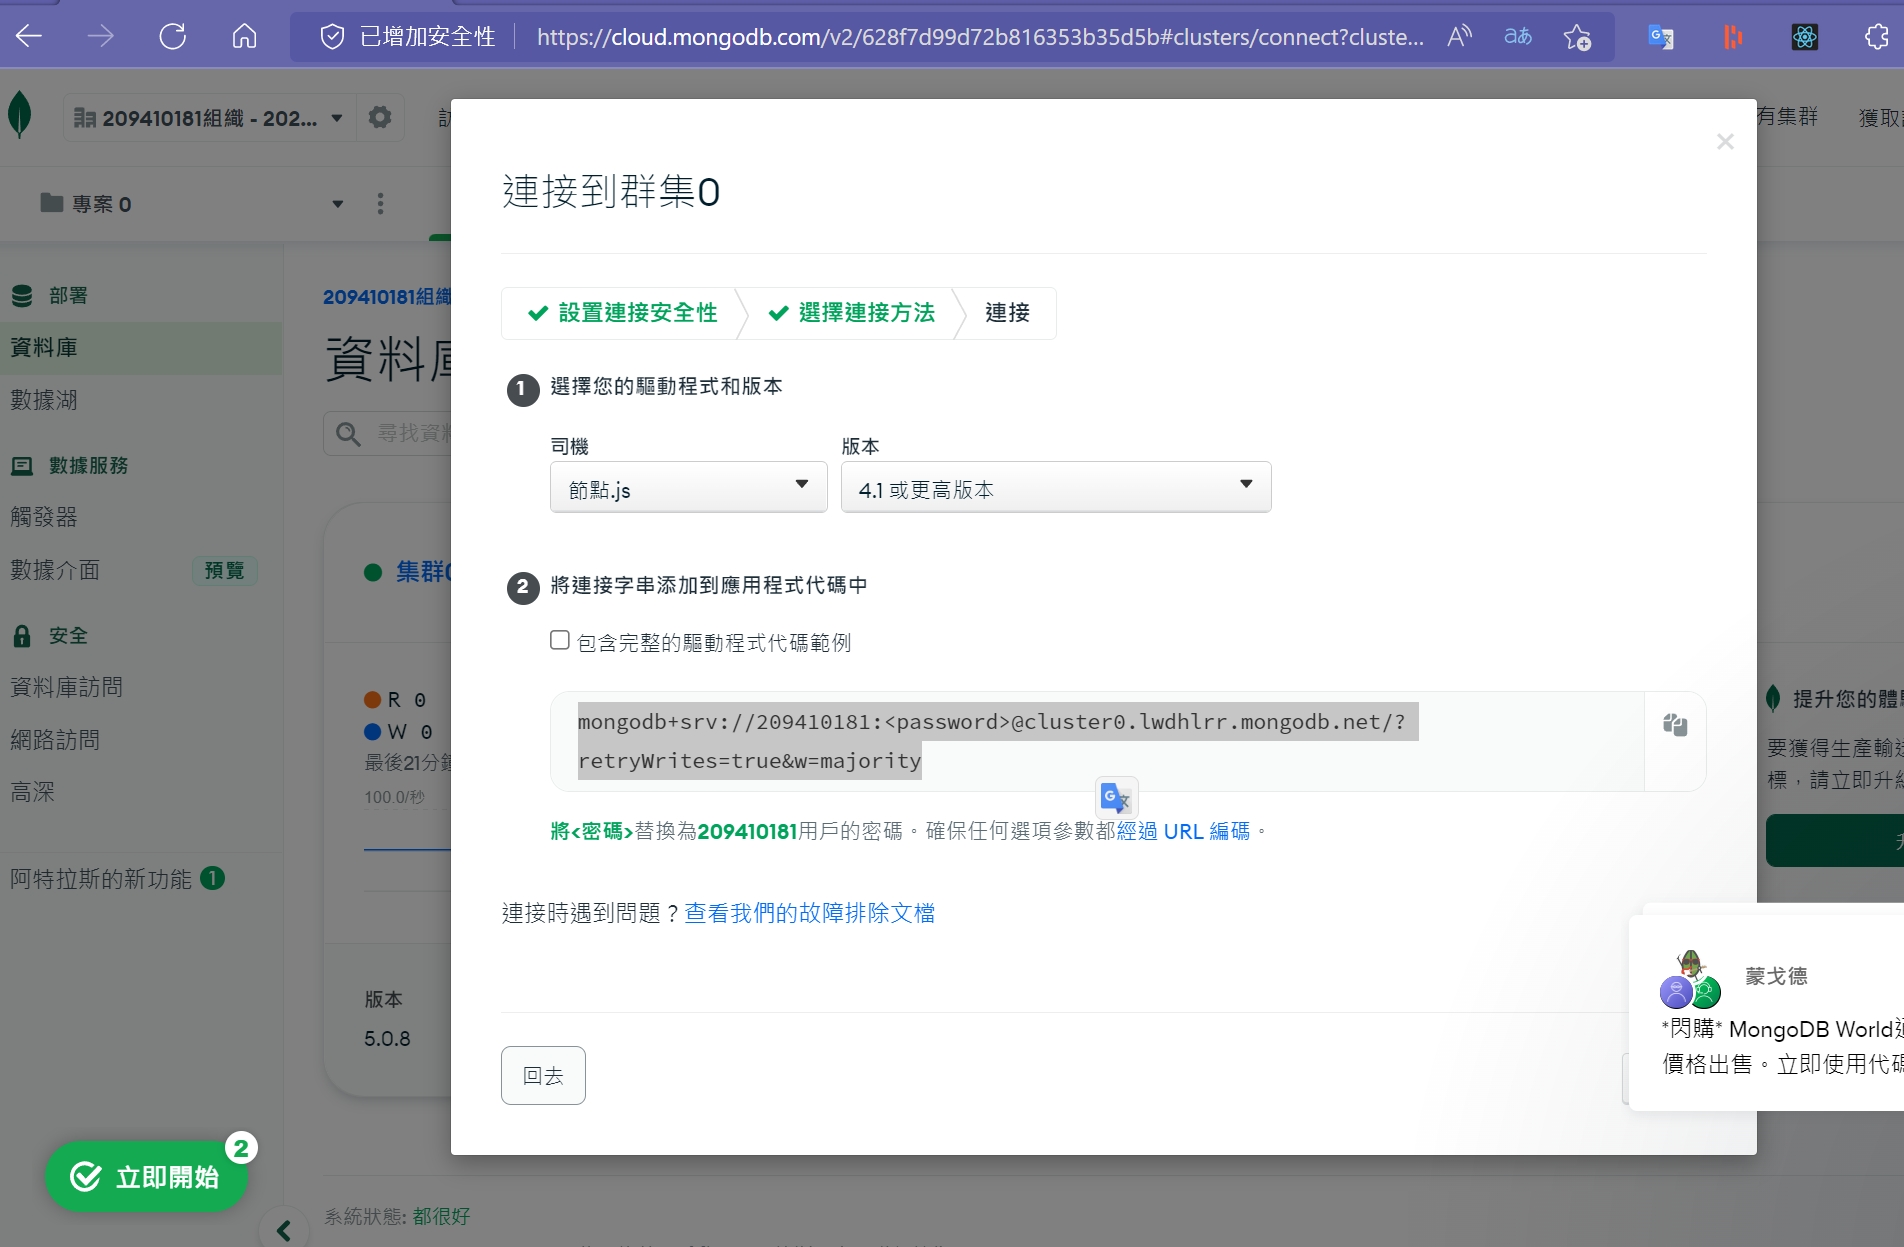 已增加安全性
https://cloud.mongodb.com/v2/628f7d99d72b816353b35d5b#clusters/connect?cluste...
209410181組織 - 202...
有集群
獲取
專案 0
部署
資料庫
數據湖
數據服務
觸發器
數據介面
預覽
安全
資料庫訪問
網路訪問
高深
阿特拉斯的新功能 1
立即開始
2
209410181組織
資料庫
尋找資料
集群0
R 0
W 0
最後21分鐘
100.0/秒
版本
5.0.8
系統狀態: 都很好
連接到群集0
設置連接安全性
選擇連接方法
連接
1 選擇您的驅動程式和版本
司機
版本
節點.js
4.1 或更高版本
2 將連接字串添加到應用程式代碼中
包含完整的驅動程式代碼範例
mongodb+srv://209410181:<password>@cluster0.lwdhlrr.mongodb.net/?
retryWrites=true&w=majority
將<密碼>替換為209410181用戶的密碼。確保任何選項參數都經過 URL 編碼。
連接時遇到問題？查看我們的故障排除文檔
回去
提升您的體
要獲得生產輸
標，請立即升
蒙戈德
*閃購* MongoDB World
價格出售。立即使用代碼